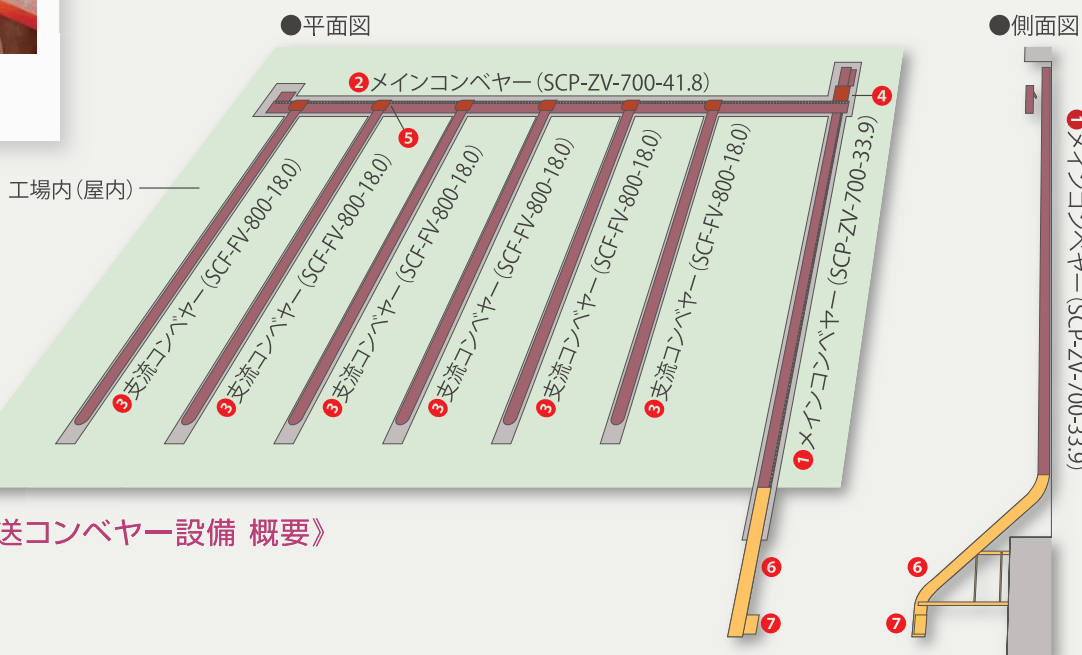 ●平面図
●側面図
❷メインコンベヤー(SCP-ZV-700-41.8)
❹
❺
工場内(屋内)
❸支流コンベヤー(SCF-FV-800-18.0)
❸支流コンベヤー(SCF-FV-800-18.0)
❸支流コンベヤー(SCF-FV-800-18.0)
❸支流コンベヤー(SCF-FV-800-18.0)
❸支流コンベヤー(SCF-FV-800-18.0)
❸支流コンベヤー(SCF-FV-800-18.0)
❶メインコンベヤー(SCP-ZV-700-33.9)
❶メインコンベヤー(SCP-ZV-700-33.9)
送コンベヤー設備 概要》
❻
❼
❻
❼